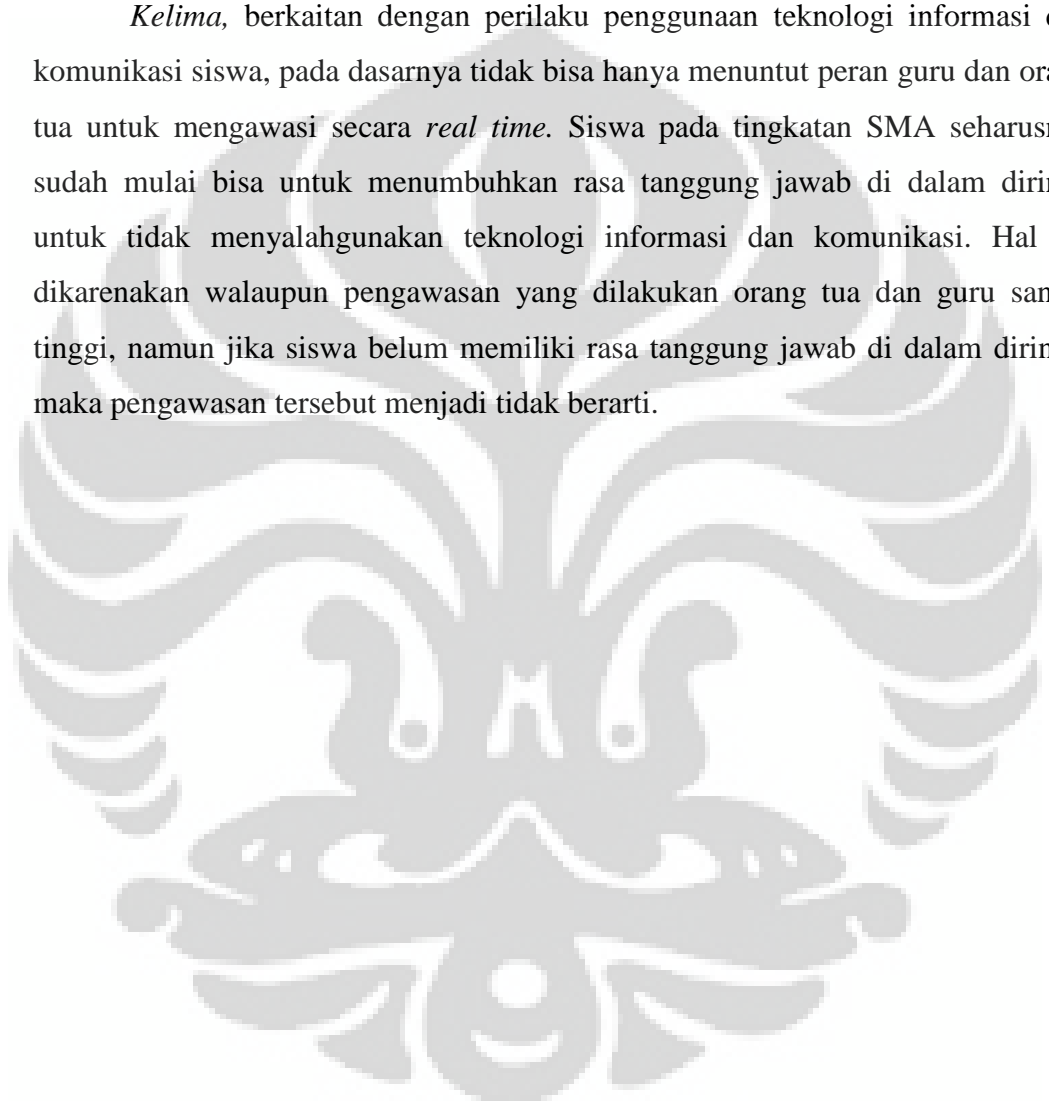 Kelima, berkaitan dengan perilaku penggunaan teknologi informasi
komunikasi siswa, pada dasarnya tidak bisa hanya menuntut peran guru dan
tua untuk mengawasi secara real time. Siswa pada tingkatan SMA
sudah mulai bisa untuk menumbuhkan rasa tanggung jawab di dalam
untuk tidak menyalahgunakan teknologi informasi dan komunikasi. Hal
dikarenakan walaupun pengawasan yang dilakukan orang tua dan guru
tinggi, namun jika siswa belum memiliki rasa tanggung jawab di dalam
maka pengawasan tersebut menjadi tidak berarti.